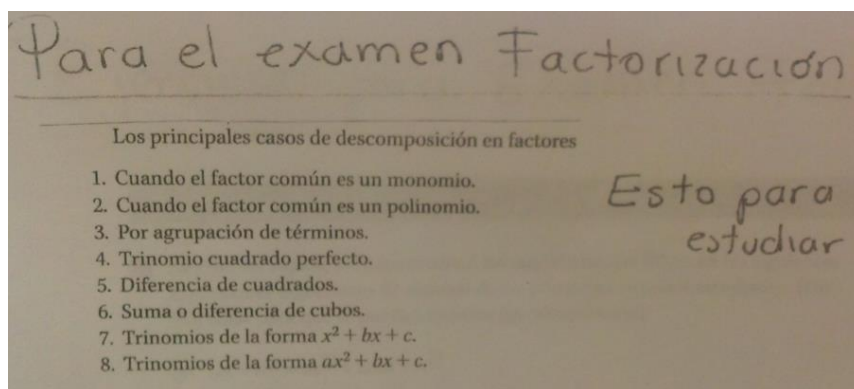 Para el examen Factorización
Los principales casos de descomposición en factores
1. Cuando el factor común es un monomio.
2. Cuando el factor común es un polinomio.
3. Por agrupación de términos.
4. Trinomio cuadrado perfecto.
5. Diferencia de cuadrados.
6. Suma o diferencia de cubos.
7. Trinomios de la forma x² + bx + c.
8. Trinomios de la forma ax² + bx + c.
Esto para
estudiar